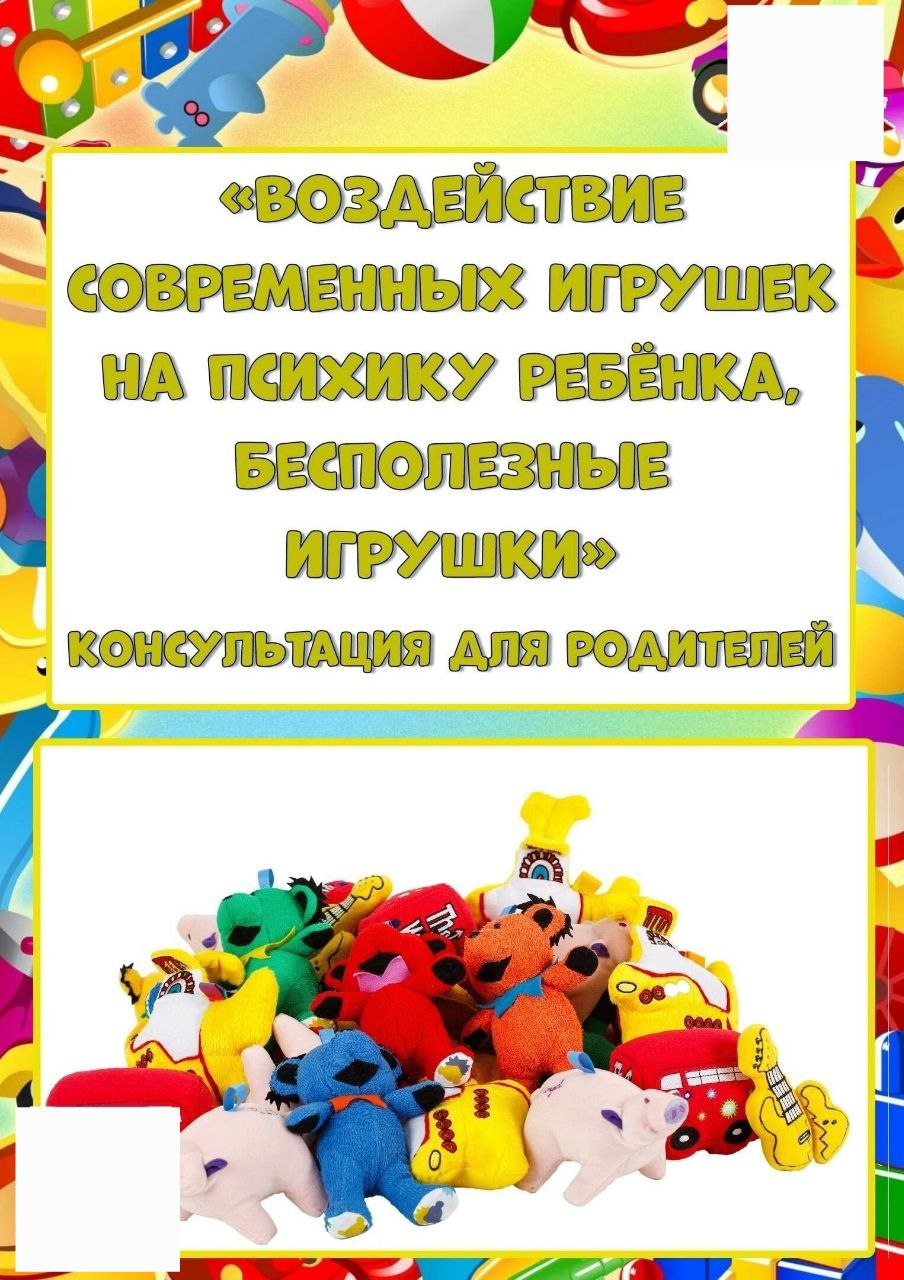 «ВОЗДЕЙСТВИЕ
СОВРЕМЕННЫХ ИГРУШЕК
НА ПСИХИКУ РЕБЁНКА,
БЕСПОЛЕЗНЫЕ
ИГРУШКИ»
КОНСУЛЬТАЦИЯ ДЛЯ РОДИТЕЛЕЙ